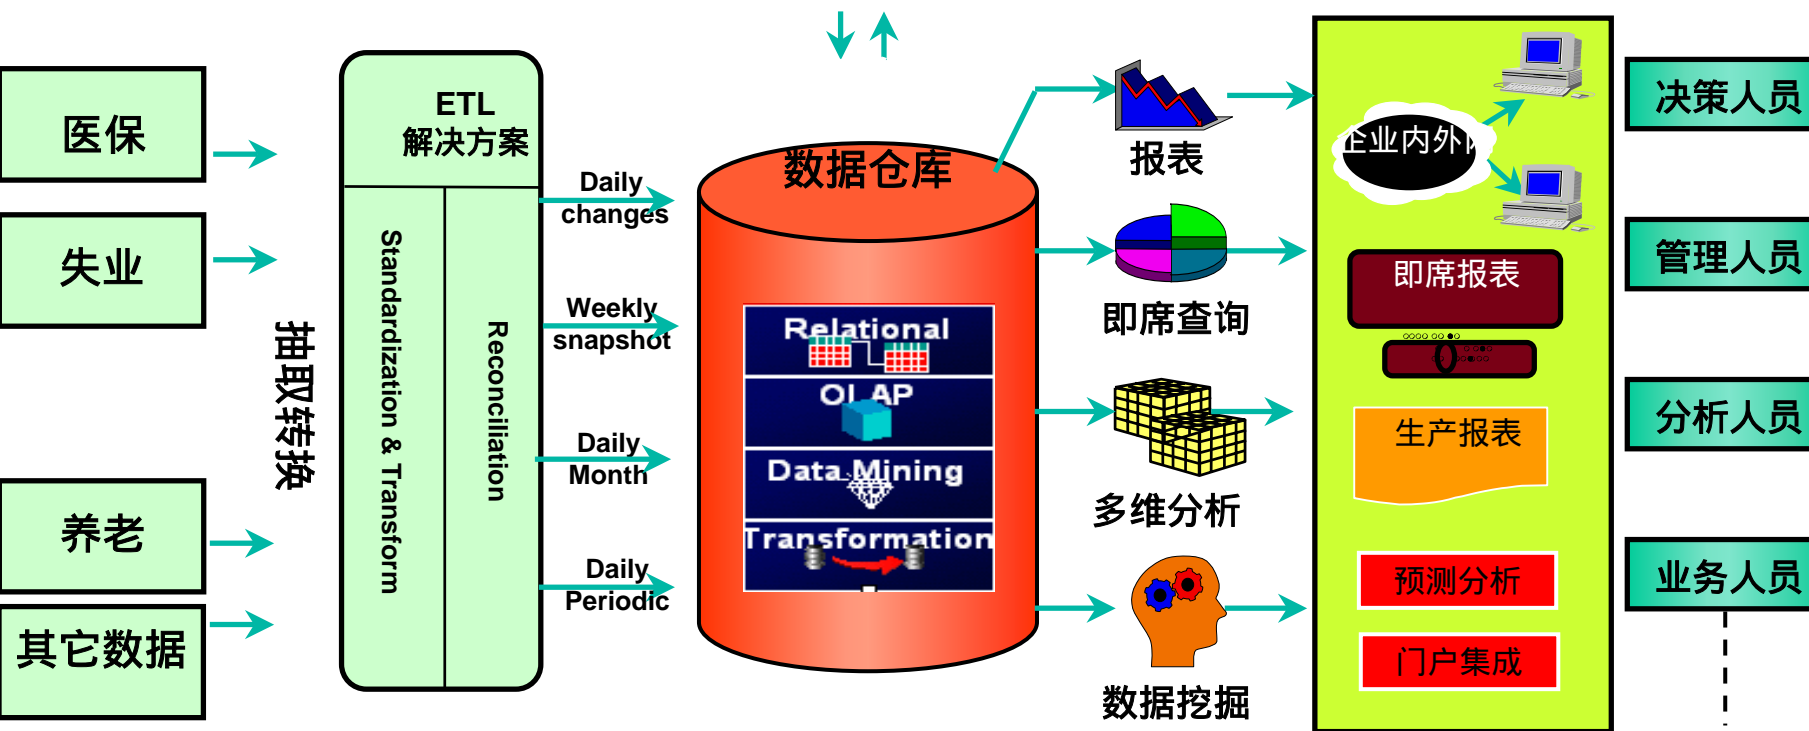 医保
失业
养老
其它数据
抽取转换
ETL
解决方案
Standardization & Transform
Reconciliation
Daily
changes
Weekly
snapshot
Daily
Month
Daily
Periodic
数据仓库
Relational
OLAP
Data Mining
Transformation
报表
即席查询
多维分析
数据挖掘
企业内外
即席报表
生产报表
预测分析
门户集成
决策人员
管理人员
分析人员
业务人员